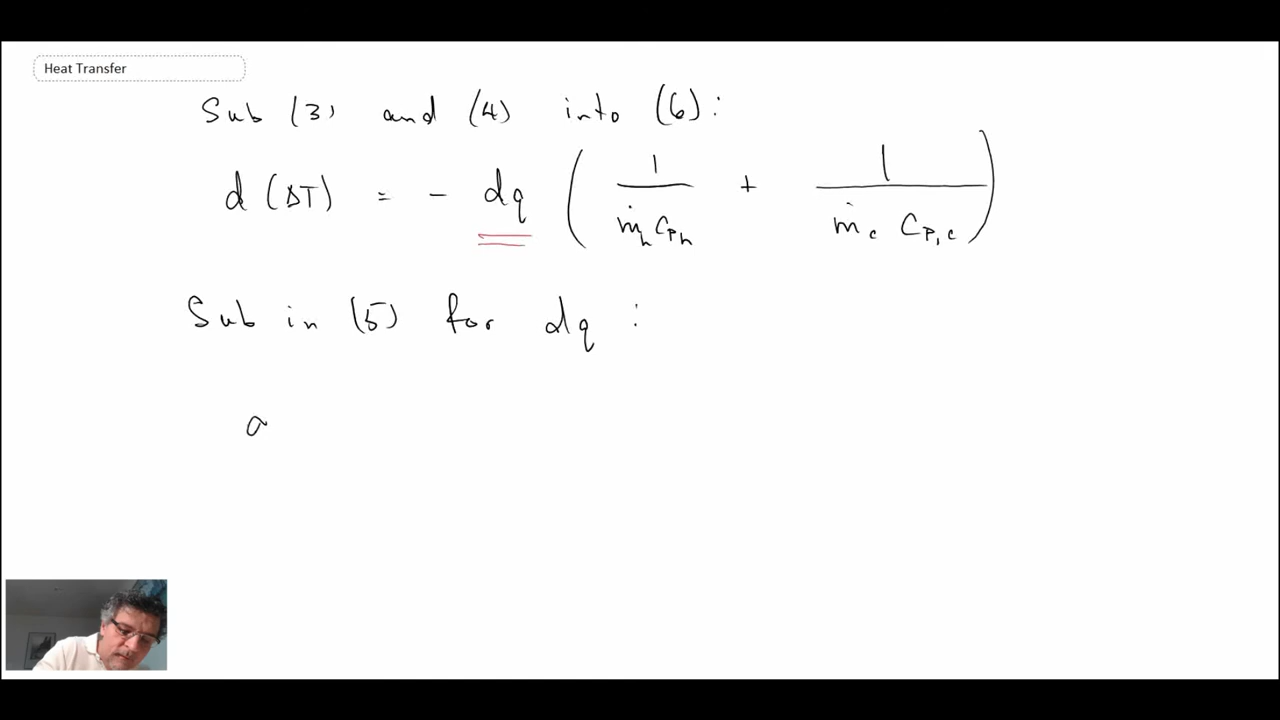 Heat Transfer
Sub (3) and (4) into (6):
d (ΔT) = - dq ( 1 / ṁh CPh + 1 / ṁc CP,c )
Sub in (5) for dq :